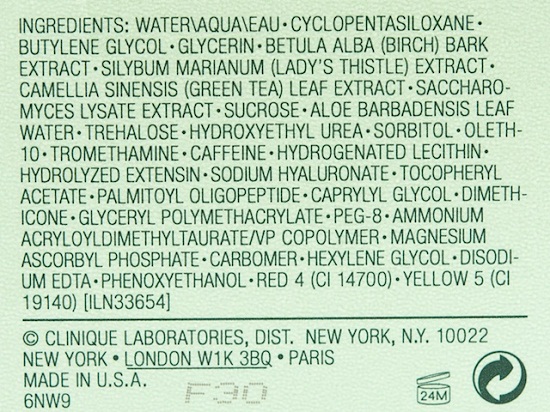 INGREDIENTS: WATER\AQUA\EAU • CYCLOPENTASILOXANE •
BUTYLENE GLYCOL • GLYCERIN • BETULA ALBA (BIRCH) BARK
EXTRACT • SILYBUM MARIANUM (LADY'S THISTLE) EXTRACT •
CAMELLIA SINENSIS (GREEN TEA) LEAF EXTRACT • SACCHARO-
MYCES LYSATE EXTRACT • SUCROSE • ALOE BARBADENSIS LEAF
WATER • TREHALOSE • HYDROXYETHYL UREA • SORBITOL • OLETH-
10 • TROMETHAMINE • CAFFEINE • HYDROGENATED LECITHIN •
HYDROLYZED EXTENSIN • SODIUM HYALURONATE • TOCOPHERYL
ACETATE • PALMITOYL OLIGOPEPTIDE • CAPRYLYL GLYCOL • DIMETH-
ICONE • GLYCERYL POLYMETHACRYLATE • PEG-8 • AMMONIUM
ACRYLOYLDIMETHYLTAURATE/VP COPOLYMER • MAGNESIUM
ASCORBYL PHOSPHATE • CARBOMER • HEXYLENE GLYCOL • DISODI-
UM EDTA • PHENOXYETHANOL • RED 4 (CI 14700) • YELLOW 5 (CI
19140) [ILN33654]
© CLINIQUE LABORATORIES, DIST. NEW YORK, N.Y. 10022
NEW YORK • LONDON W1K 3BQ • PARIS
MADE IN U.S.A.
6NW9
F30
24M